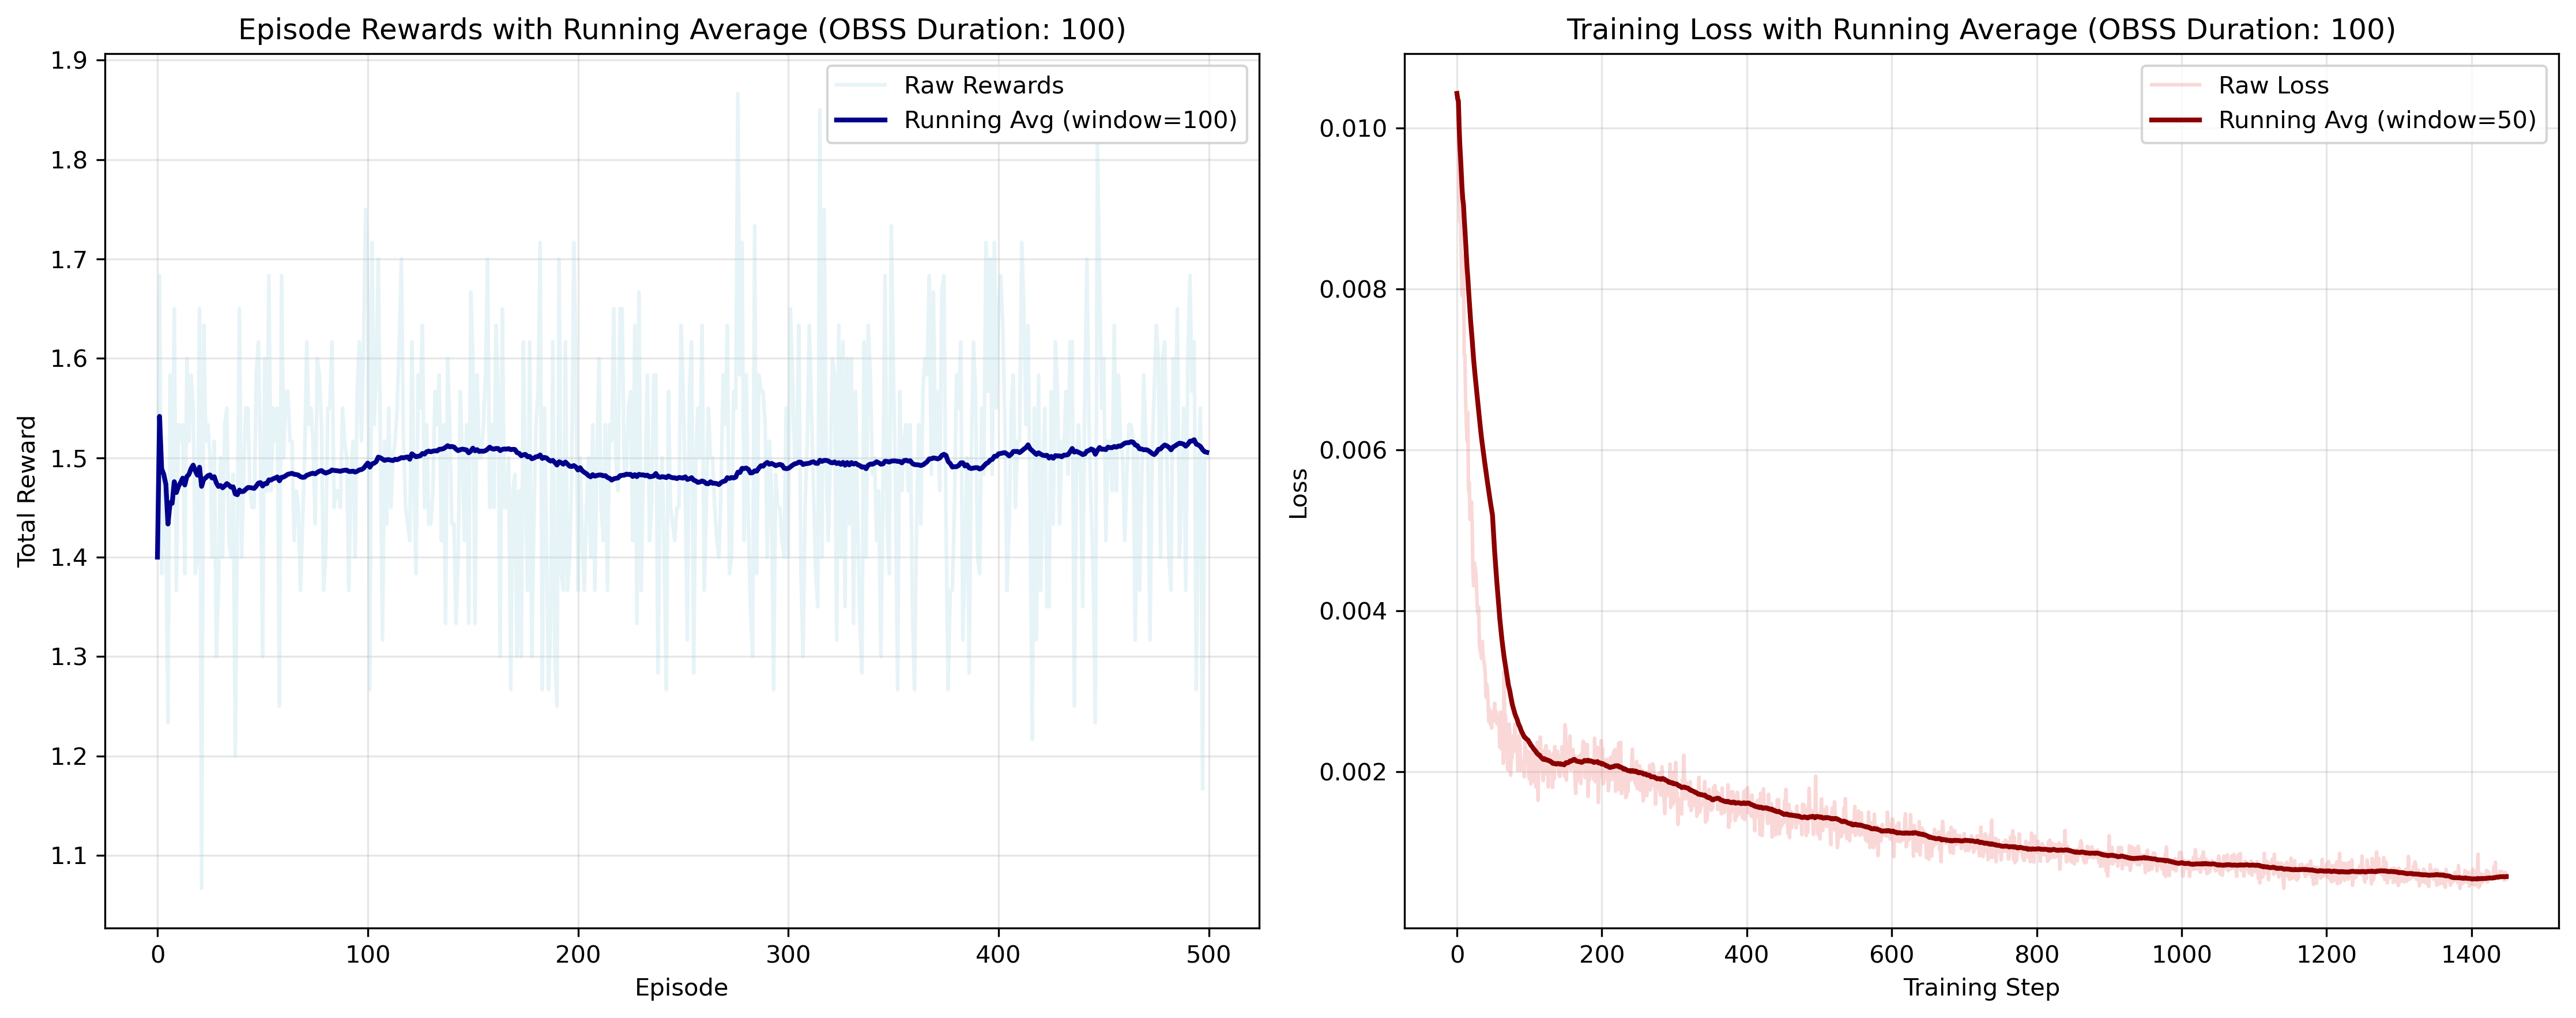 Episode Rewards with Running Average (OBSS Duration: 100)
Raw Rewards
Running Avg (window=100)
Total Reward
1.9
1.8
1.7
1.6
1.5
1.4
1.3
1.2
1.1
0 100 200 300 400 500
Episode
Training Loss with Running Average (OBSS Duration: 100)
Raw Loss
Running Avg (window=50)
Loss
0.010
0.008
0.006
0.004
0.002
0 200 400 600 800 1000 1200 1400
Training Step